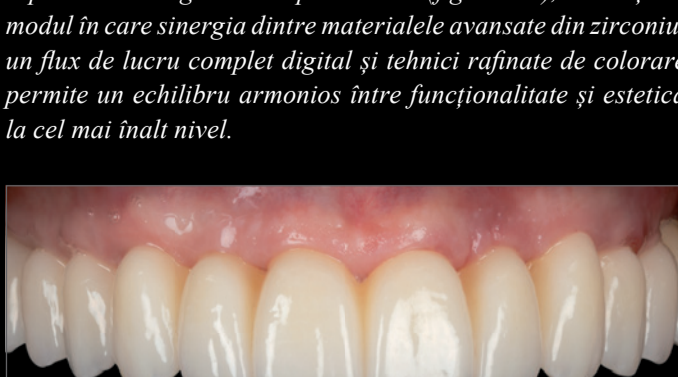 modul în care sinergia dintre materialele avansate din zirconiu
un flux de lucru complet digital și tehnici rafinate de colorare
permite un echilibru armonios între funcționalitate și estetică
la cel mai înalt nivel.